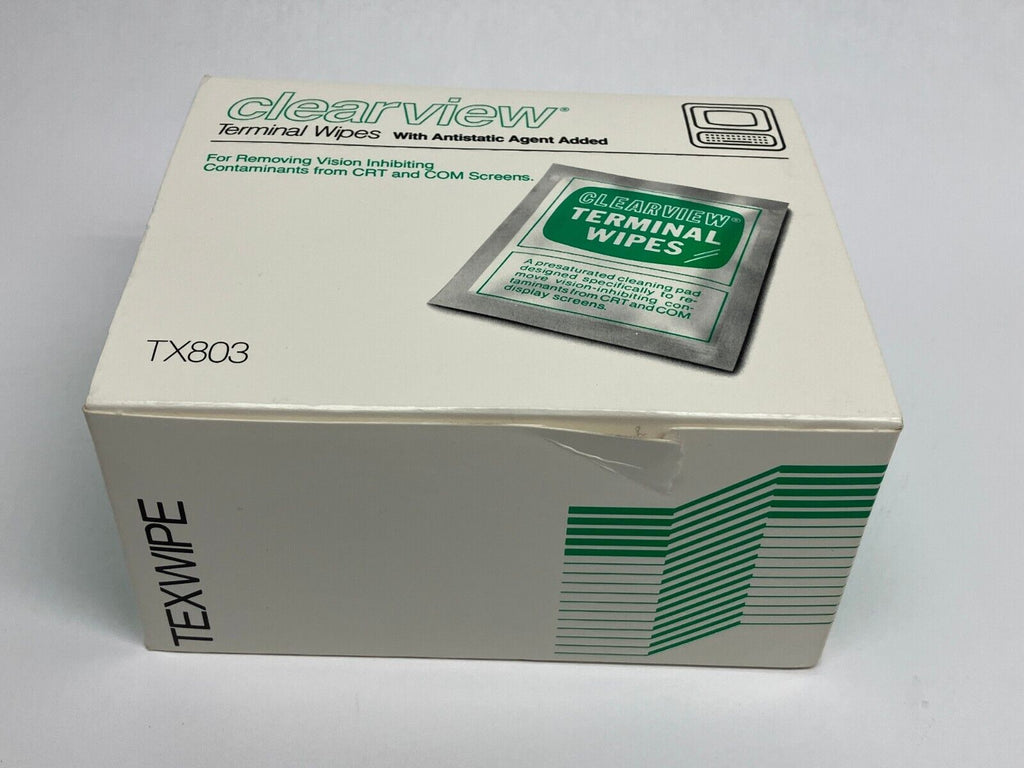 clearview®
Terminal Wipes With Antistatic Agent Added
For Removing Vision Inhibiting
Contaminants from CRT and COM Screens.
CLEARVIEW®
TERMINAL
WIPES
A presaturated cleaning pad
designed specifically to re-
move vision-inhibiting con-
taminants from CRT and COM
display screens.
TX803
TEXWIPE